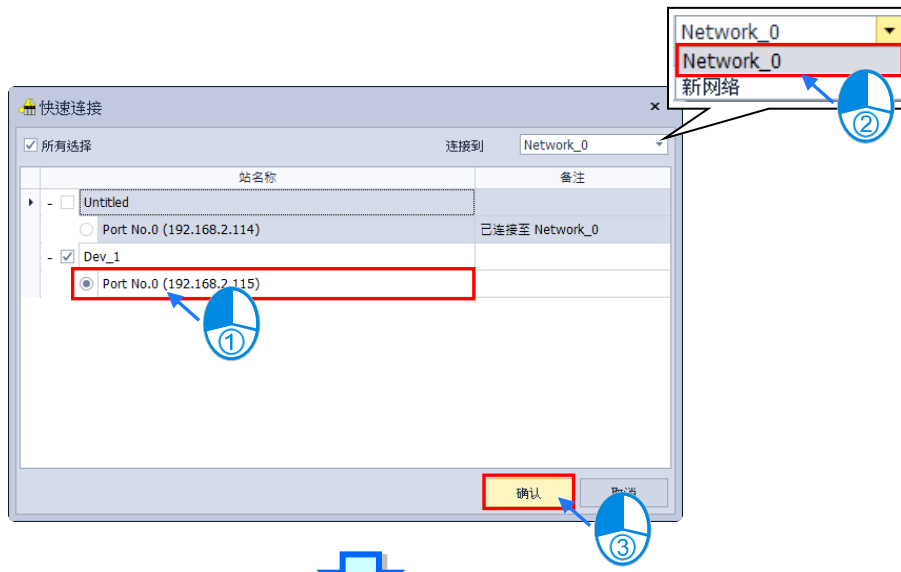 Network_0
Network_0
新网络
②
快速连接
所有选择 连接到 Network_0
站名称 备注
Untitled
Port No.0 (192.168.2.114) 已连接至 Network_0
Dev_1
Port No.0 (192.168.2.115)
①
确认 取消
③